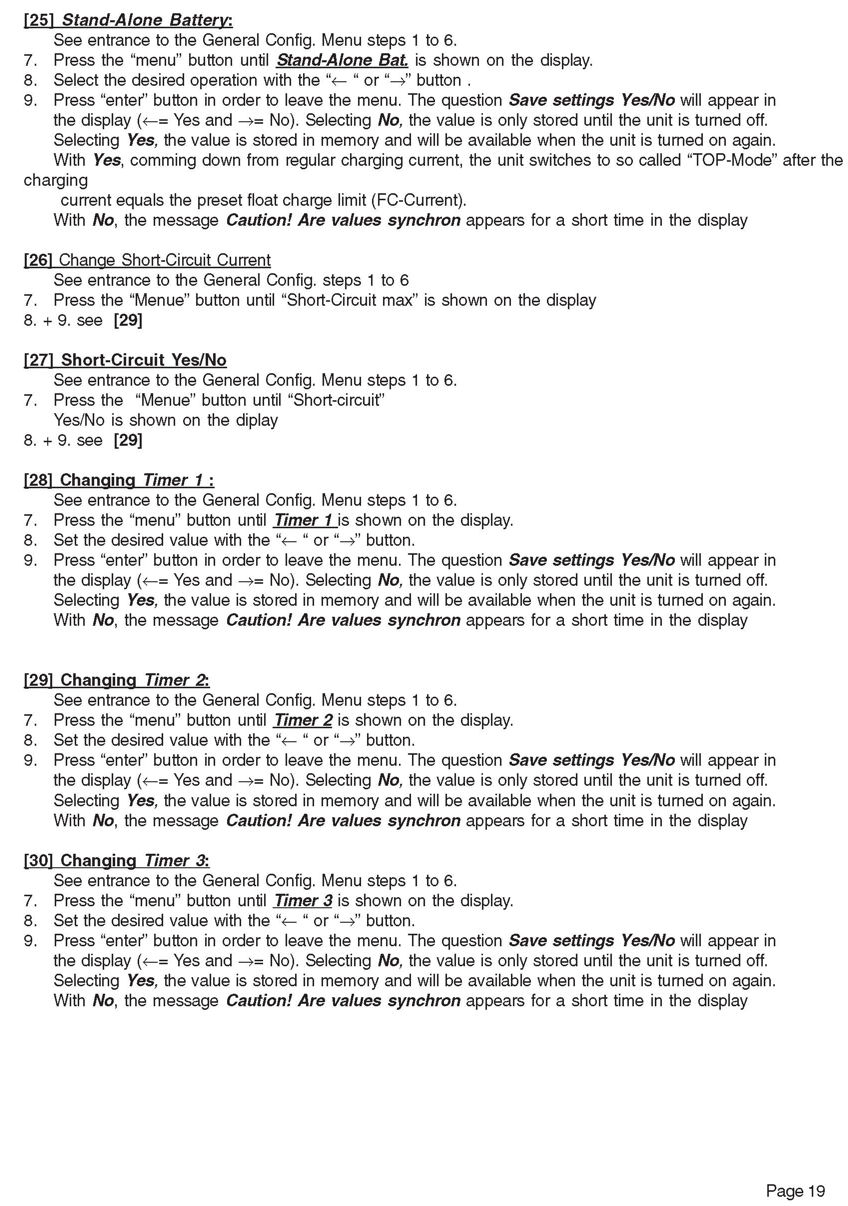 [25] Stand-Alone Battery:
See entrance to the General Config. Menu steps 1 to 6.
7. Press the “menu” button until Stand-Alone Bat. is shown on the display.
8. Select the desired operation with the “← “ or “→” button .
9. Press “enter” button in order to leave the menu. The question Save settings Yes/No will appear in
the display (←= Yes and →= No). Selecting No, the value is only stored until the unit is turned off.
Selecting Yes, the value is stored in memory and will be available when the unit is turned on again.
With Yes, comming down from regular charging current, the unit switches to so called “TOP-Mode” after the
charging
current equals the preset float charge limit (FC-Current).
With No, the message Caution! Are values synchron appears for a short time in the display
[26] Change Short-Circuit Current
See entrance to the General Config. steps 1 to 6
7. Press the “Menue” button until “Short-Circuit max” is shown on the display
8. + 9. see [29]
[27] Short-Circuit Yes/No
See entrance to the General Config. Menu steps 1 to 6.
7. Press the “Menue” button until “Short-circuit”
Yes/No is shown on the diplay
8. + 9. see [29]
[28] Changing Timer 1 :
See entrance to the General Config. Menu steps 1 to 6.
7. Press the “menu” button until Timer 1 is shown on the display.
8. Set the desired value with the “← “ or “→” button.
9. Press “enter” button in order to leave the menu. The question Save settings Yes/No will appear in
the display (←= Yes and →= No). Selecting No, the value is only stored until the unit is turned off.
Selecting Yes, the value is stored in memory and will be available when the unit is turned on again.
With No, the message Caution! Are values synchron appears for a short time in the display
[29] Changing Timer 2:
See entrance to the General Config. Menu steps 1 to 6.
7. Press the “menu” button until Timer 2 is shown on the display.
8. Set the desired value with the “← “ or “→” button.
9. Press “enter” button in order to leave the menu. The question Save settings Yes/No will appear in
the display (←= Yes and →= No). Selecting No, the value is only stored until the unit is turned off.
Selecting Yes, the value is stored in memory and will be available when the unit is turned on again.
With No, the message Caution! Are values synchron appears for a short time in the display
[30] Changing Timer 3:
See entrance to the General Config. Menu steps 1 to 6.
7. Press the “menu” button until Timer 3 is shown on the display.
8. Set the desired value with the “← “ or “→” button.
9. Press “enter” button in order to leave the menu. The question Save settings Yes/No will appear in
the display (←= Yes and →= No). Selecting No, the value is only stored until the unit is turned off.
Selecting Yes, the value is stored in memory and will be available when the unit is turned on again.
With No, the message Caution! Are values synchron appears for a short time in the display
Page 19